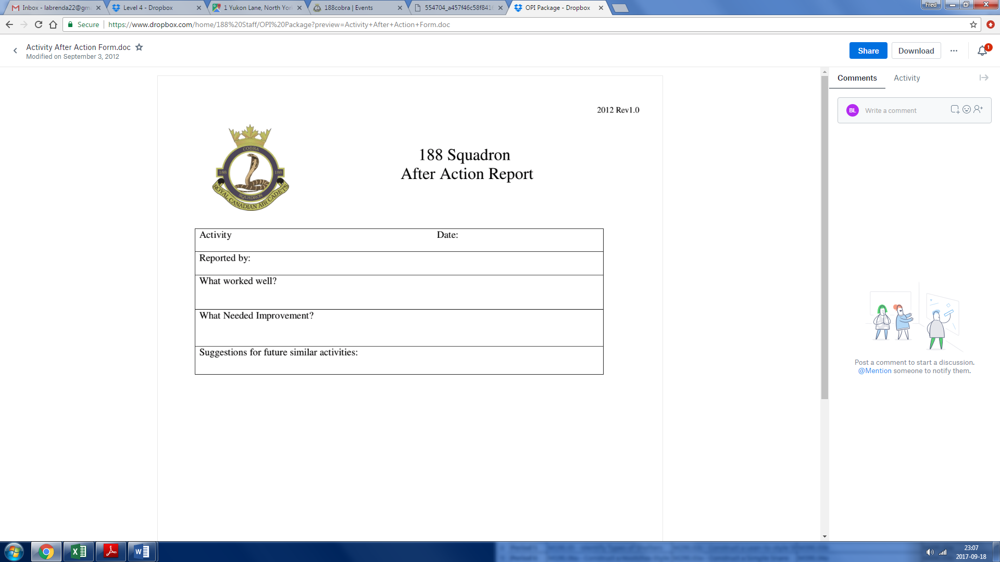 Inbox - labrenda22@gm
Level 4 - Dropbox
1 Yukon Lane, North Yor
188cobra | Events
554704_a457f46c58f841
OPI Package - Dropbox
Fred
Secure
https://www.dropbox.com/home/188%20Staff/OPI%20Package?preview=Activity+After+Action+Form.doc
Activity After Action Form.doc
Modified on September 3, 2012
Share
Download
1
Comments
Activity
BL
Write a comment
2012 Rev1.0
COBRA
188
188
SQUADRON
ROYAL CANADIAN AIR CADETS
188 Squadron
After Action Report
Activity
Date:
Reported by:
What worked well?
What Needed Improvement?
Suggestions for future similar activities:
Post a comment to start a discussion.
@Mention someone to notify them.
23:07
2017-09-18